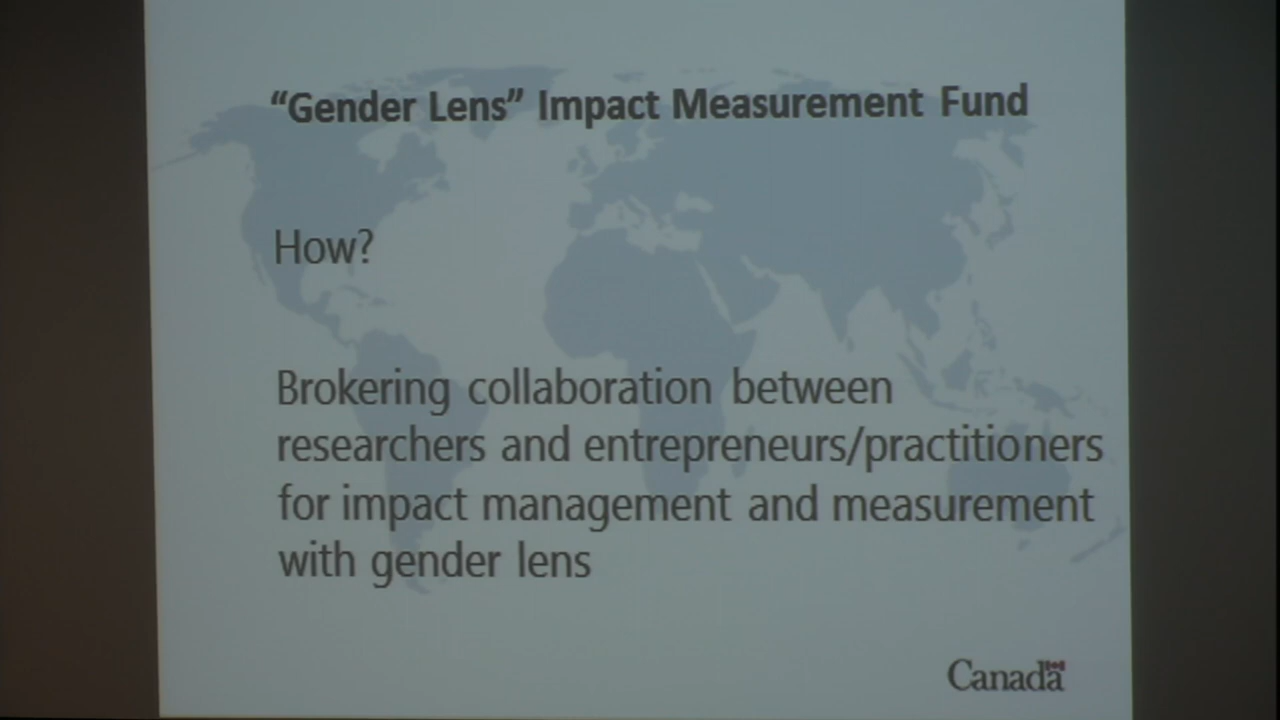 “Gender Lens” Impact Measurement Fund
How?
Brokering collaboration between
researchers and entrepreneurs/practitioners
for impact management and measurement
with gender lens
Canada